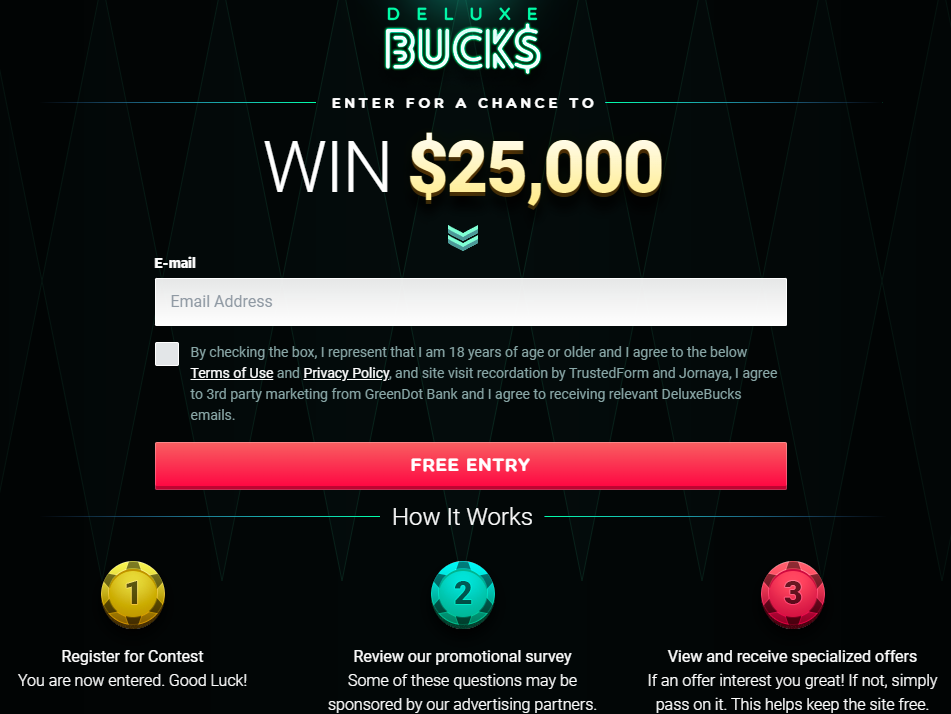 DELUXE
BUCK$
ENTER FOR A CHANCE TO
WIN $25,000
E-mail
Email Address
By checking the box, I represent that I am 18 years of age or older and I agree to the below
Terms of Use and Privacy Policy, and site visit recordation by TrustedForm and Jornaya, I agree
to 3rd party marketing from GreenDot Bank and I agree to receiving relevant DeluxeBucks
emails.
FREE ENTRY
How It Works
1
Register for Contest
You are now entered. Good Luck!
2
Review our promotional survey
Some of these questions may be
sponsored by our advertising partners.
3
View and receive specialized offers
If an offer interest you great! If not, simply
pass on it. This helps keep the site free.